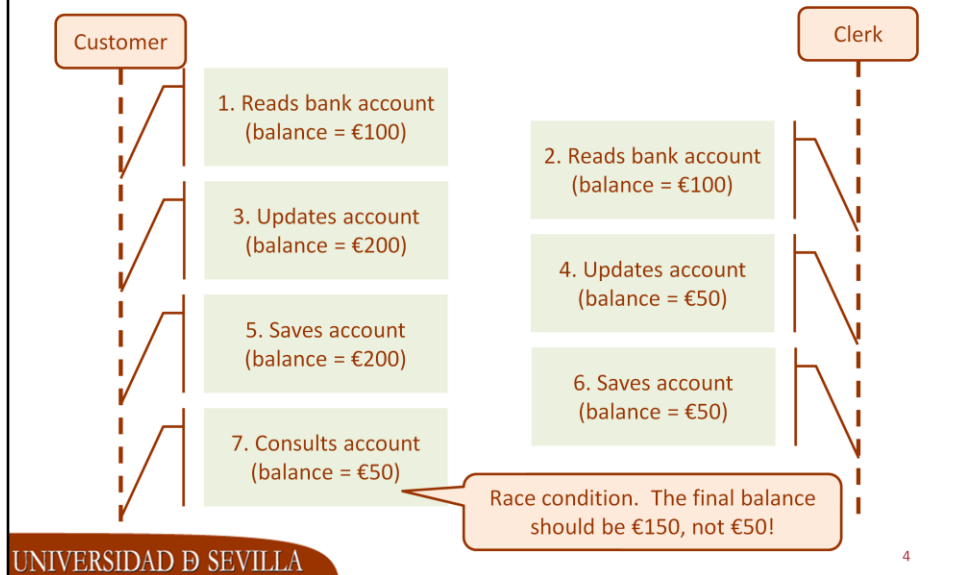 Customer
Clerk
1. Reads bank account
(balance = €100)
2. Reads bank account
(balance = €100)
3. Updates account
(balance = €200)
4. Updates account
(balance = €50)
5. Saves account
(balance = €200)
6. Saves account
(balance = €50)
7. Consults account
(balance = €50)
Race condition.  The final balance
should be €150, not €50!
UNIVERSIDAD Ð SEVILLA
4